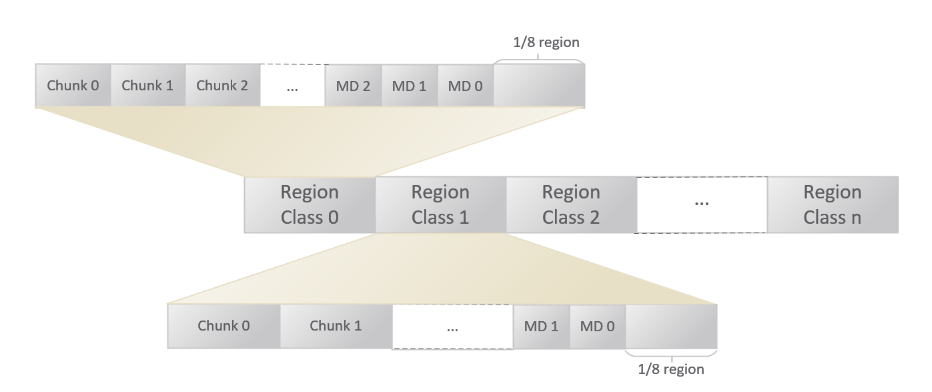 1/8 region
Chunk 0 Chunk 1 Chunk 2 ... MD 2 MD 1 MD 0
Region Region Region ... Region
Class 0 Class 1 Class 2 Class n
Chunk 0 Chunk 1 ... MD 1 MD 0
1/8 region